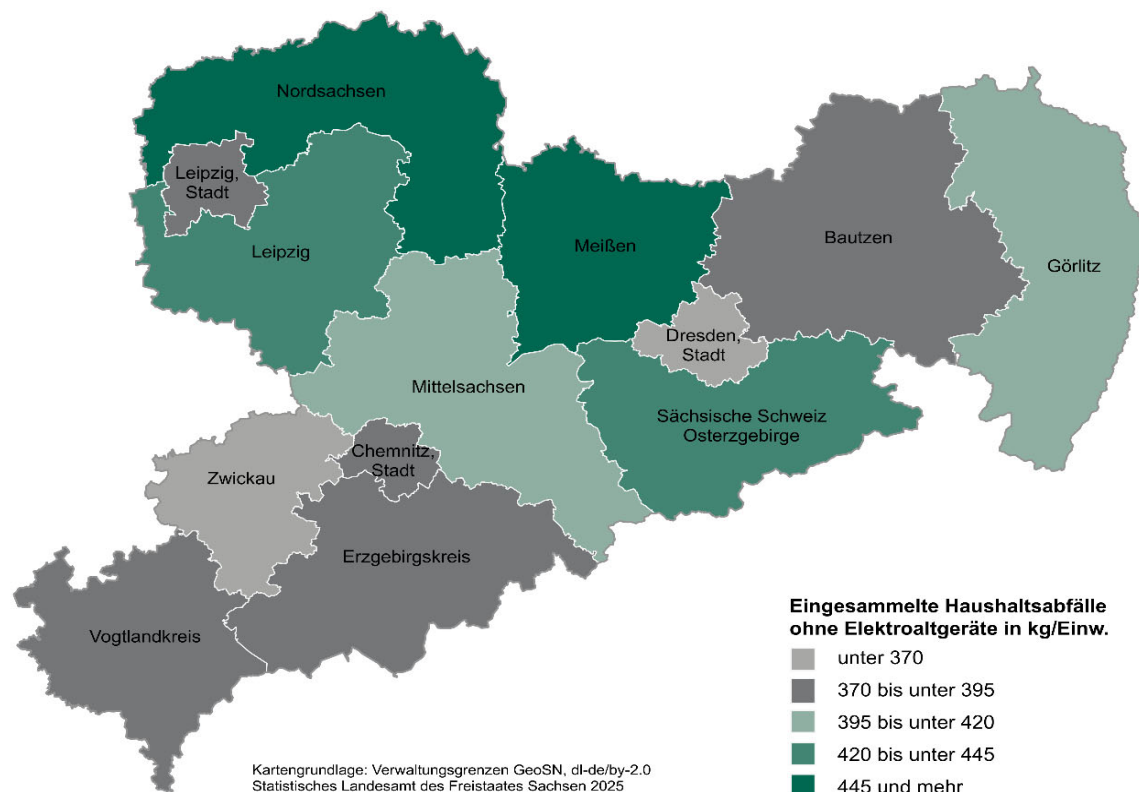 Nordsachsen
Leipzig,
Stadt
Leipzig
Meißen
Bautzen
Görlitz
Dresden,
Stadt
Mittelsachsen
Sächsische Schweiz
Osterzgebirge
Chemnitz,
Stadt
Zwickau
Erzgebirgskreis
Vogtlandkreis
Eingesammelte Haushaltsabfälle
ohne Elektroaltgeräte in kg/Einw.
unter 370
370 bis unter 395
395 bis unter 420
420 bis unter 445
445 und mehr
Kartengrundlage: Verwaltungsgrenzen GeoSN, dl-de/by-2.0
Statistisches Landesamt des Freistaates Sachsen 2025